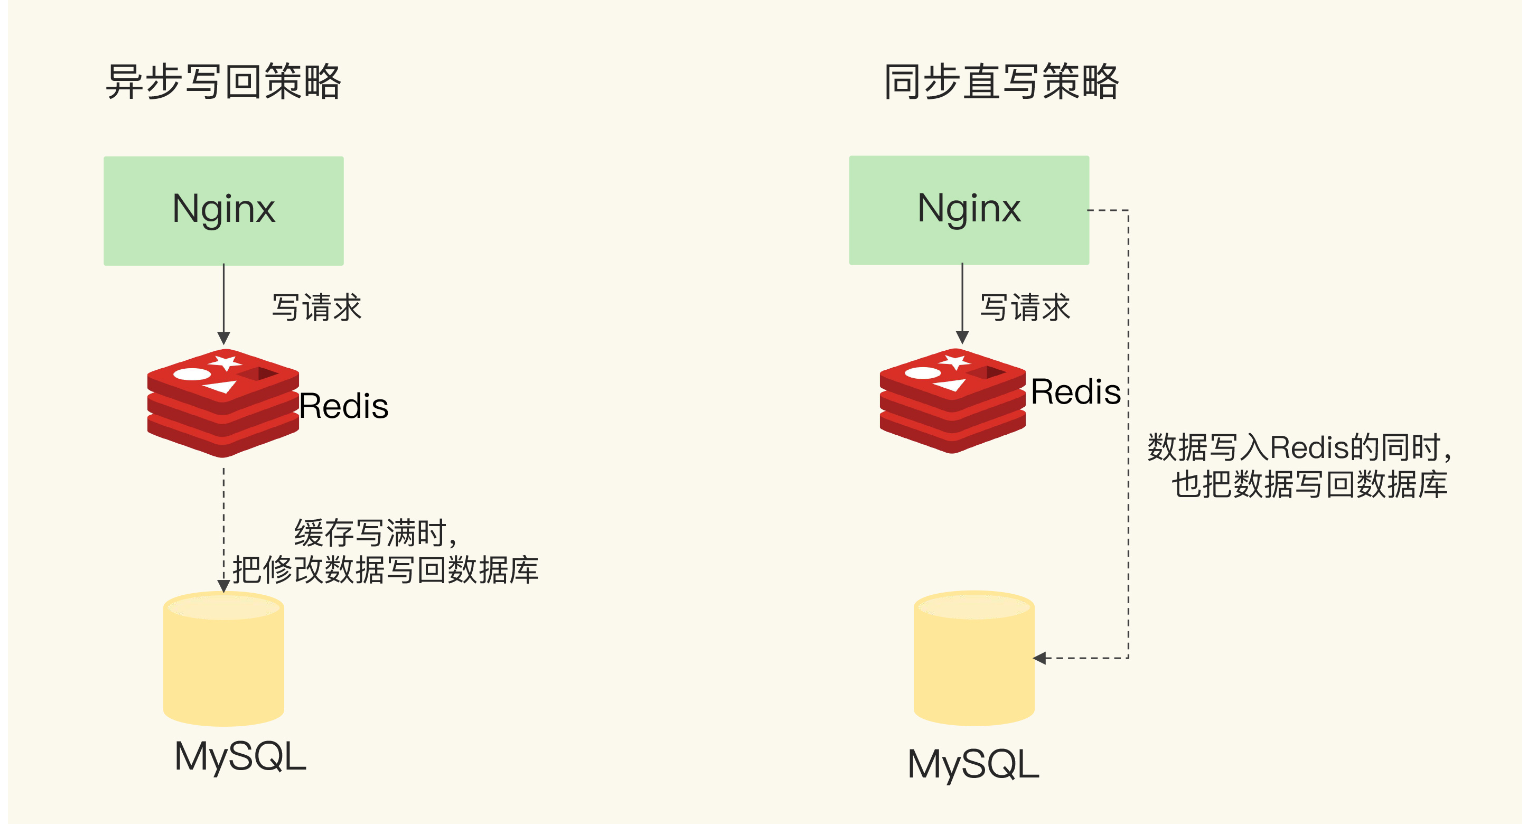 异步写回策略
Nginx
写请求
Redis
缓存写满时,
把修改数据写回数据库
MySQL
同步直写策略
Nginx
写请求
Redis
数据写入Redis的同时,
也把数据写回数据库
MySQL